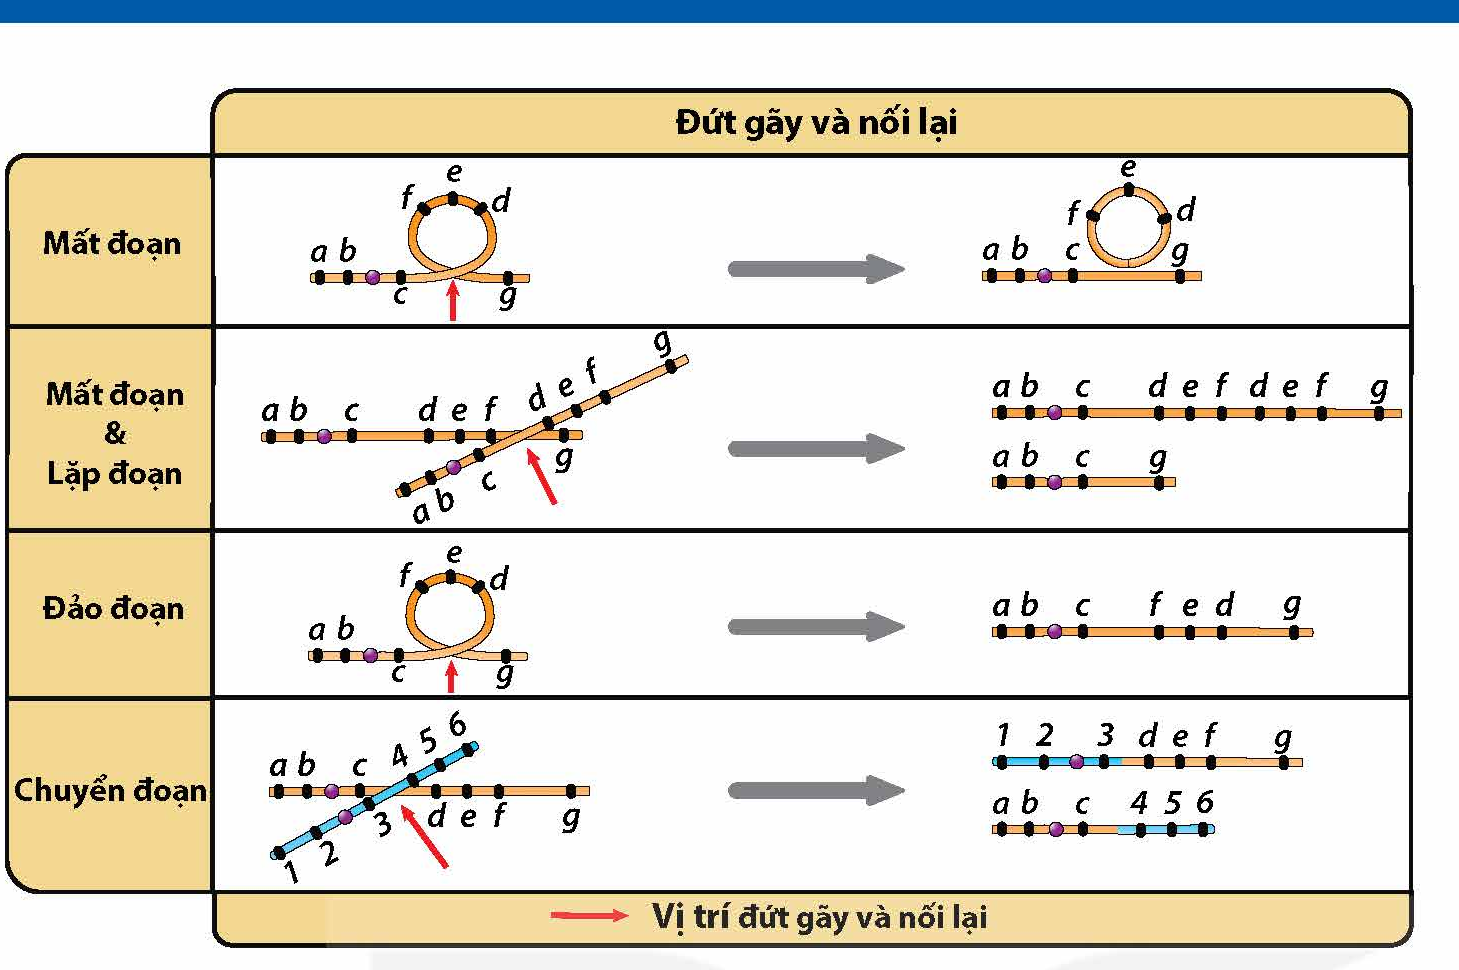 Đứt gãy và nối lại
Mất đoạn
a b c f e d g
a b c f e d g
Mất đoạn
&
Lặp đoạn
a b c d e f g
a b c d e f g
a b c d e f d e f g
a b c g
Đảo đoạn
a b c f e d g
a b c f e d g
Chuyển đoạn
a b c d e f g
1 2 3 4 5 6
1 2 3 d e f g
a b c 4 5 6
Vị trí đứt gãy và nối lại